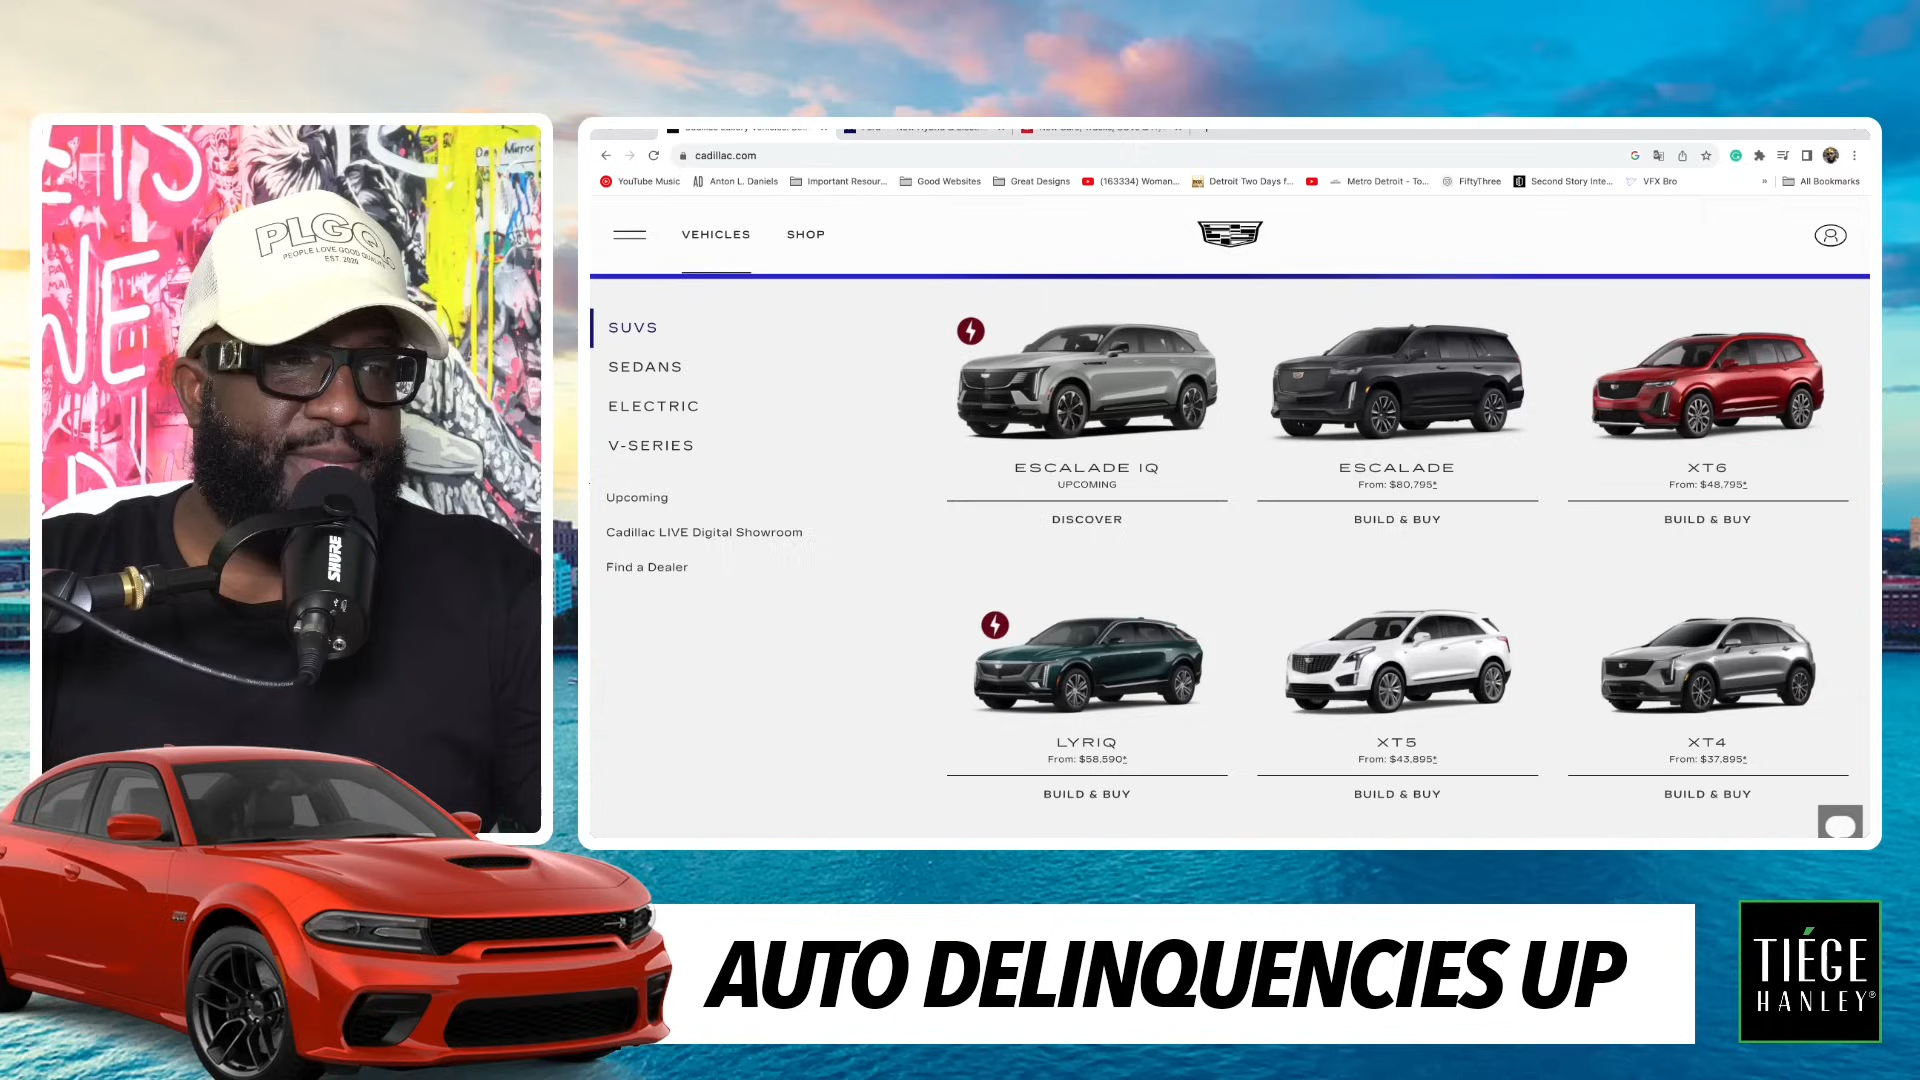 PLGQ
PEOPLE LOVE GOOD QUALITY
EST. 2020
SHURE
cadillac.com
YouTube Music
Anton L. Daniels
Important Resour...
Good Websites
Great Designs
(163334) Woman...
Detroit Two Days f...
Metro Detroit - To...
FiftyThree
Second Story Inte...
VFX Bro
»
All Bookmarks
VEHICLES
SHOP
SUVS
SEDANS
ELECTRIC
V-SERIES
Upcoming
Cadillac LIVE Digital Showroom
Find a Dealer
ESCALADE IQ
UPCOMING
DISCOVER
ESCALADE
From: $80,795*
BUILD & BUY
XT6
From: $48,795*
BUILD & BUY
LYRIQ
From: $58,590*
BUILD & BUY
XT5
From: $43,895*
BUILD & BUY
XT4
From: $37,895*
BUILD & BUY
AUTO DELINQUENCIES UP
TIÉGE
HANLEY®